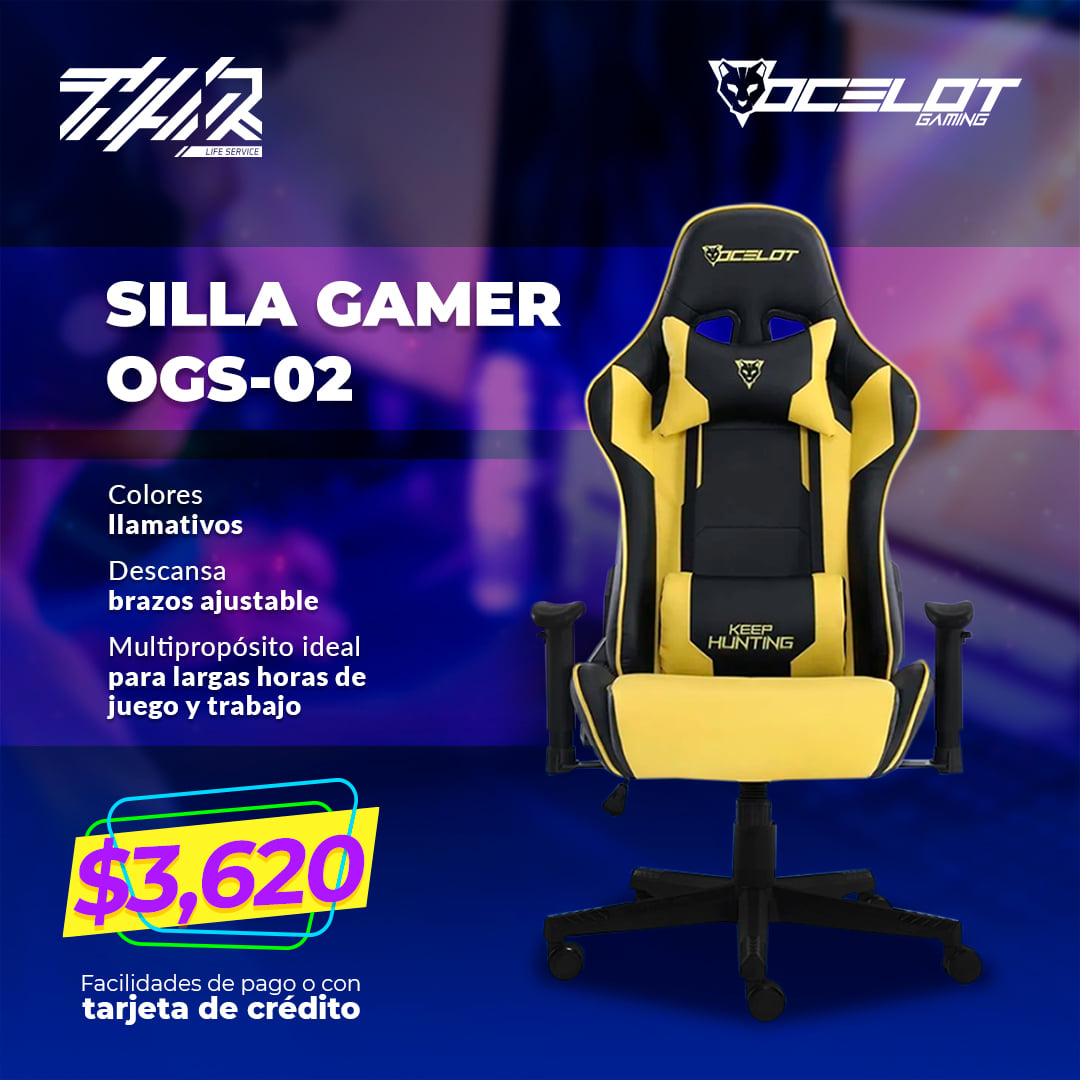 LIFE SERVICE
OCELOT
GAMING
SILLA GAMER
OGS-02
OCELOT
Colores
llamativos
Descansa
brazos ajustable
Multipropósito ideal
para largas horas de
juego y trabajo
KEEP
HUNTING
$3,620
Facilidades de pago o con
tarjeta de crédito